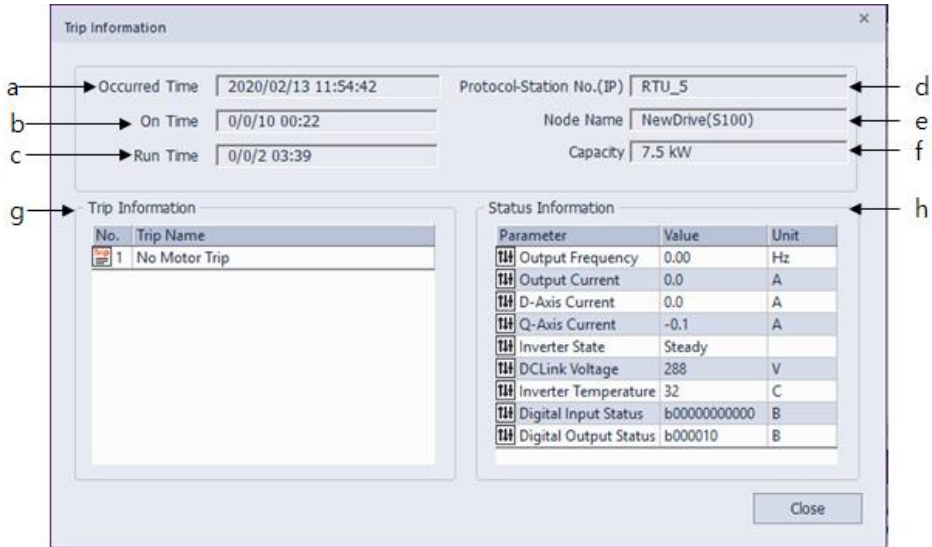 Trip Information
a Occurred Time 2020/02/13 11:54:42 Protocol-Station No.(IP) RTU_5 d
b On Time 0/0/10 00:22 Node Name NewDrive(S100) e
c Run Time 0/0/2 03:39 Capacity 7.5 kW f
g Trip Information Status Information h
No. Trip Name Parameter Value Unit
1 No Motor Trip Output Frequency 0.00 Hz
Output Current 0.0 A
D-Axis Current 0.0 A
Q-Axis Current -0.1 A
Inverter State Steady
DCLink Voltage 288 V
Inverter Temperature 32 C
Digital Input Status b00000000000 B
Digital Output Status b000010 B
Close